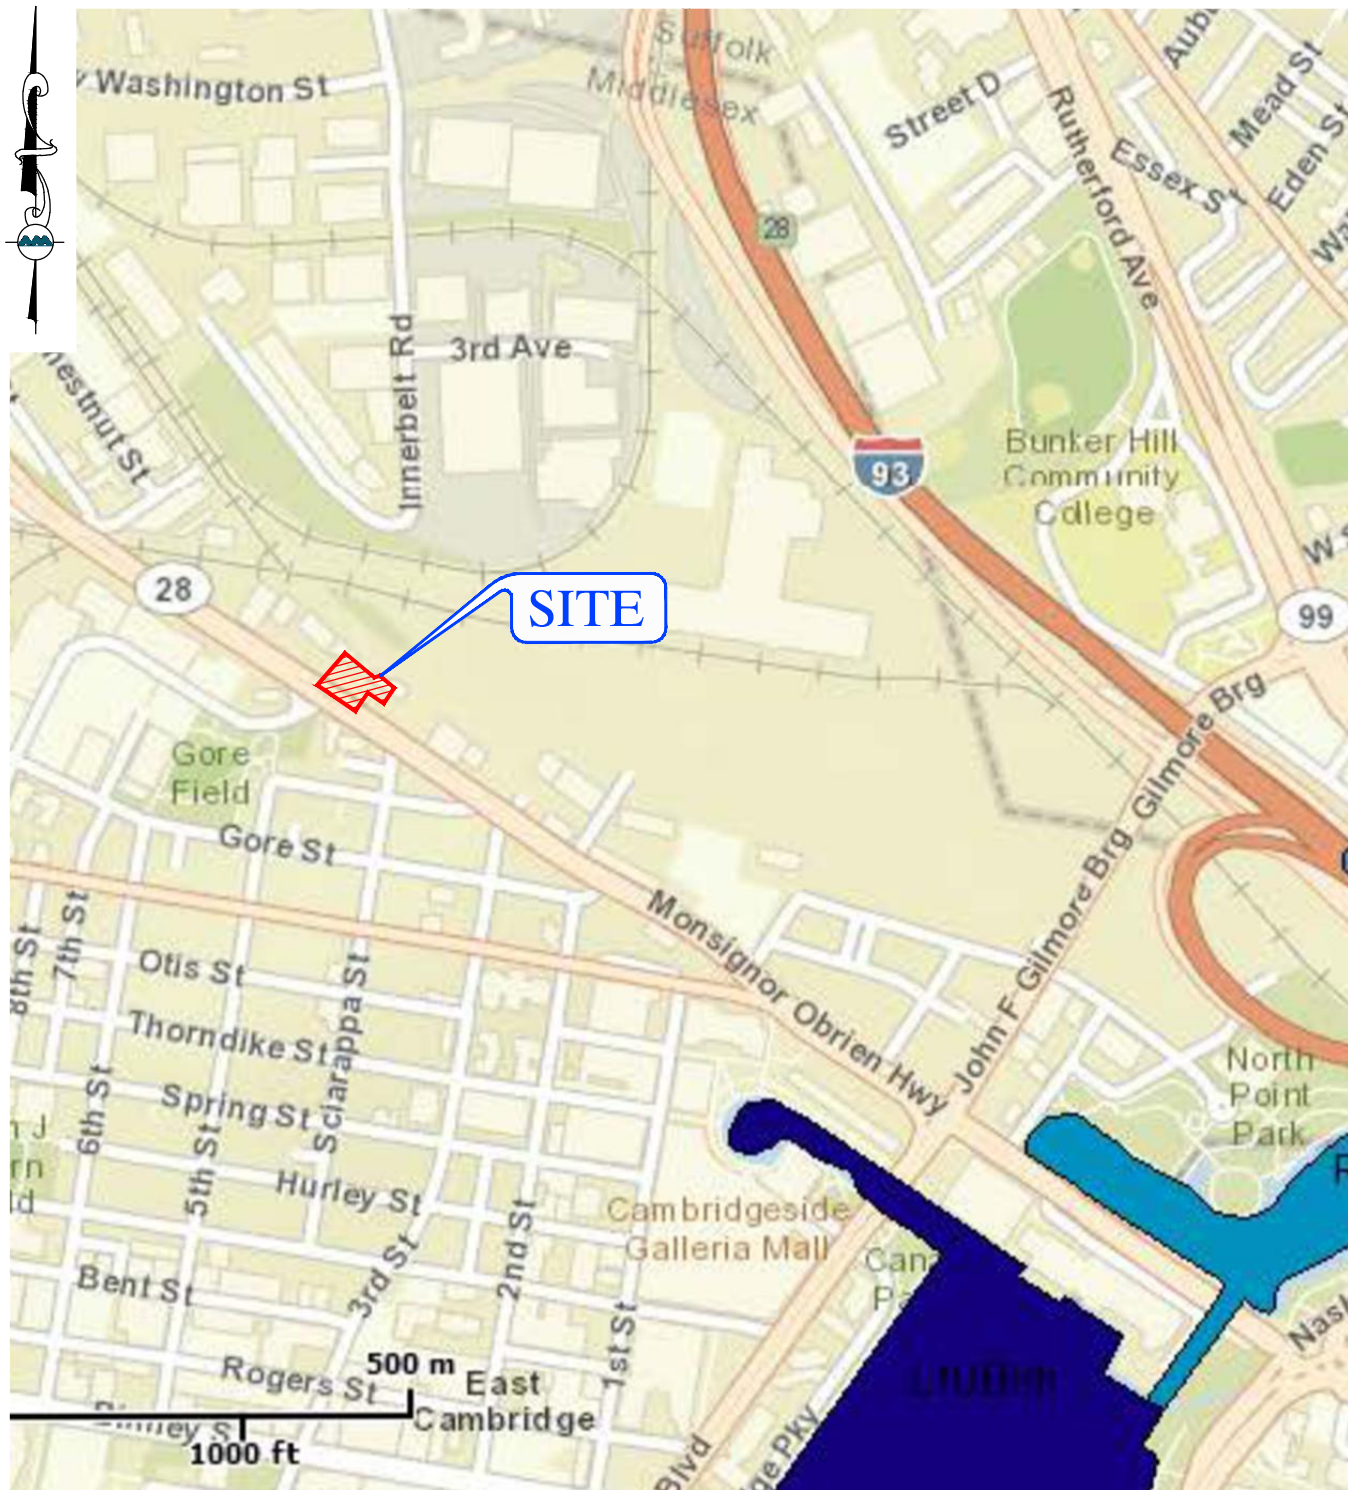 Suffolk
Middlesex
Washington St
Street D
Rutherford Ave
Mead St
Essex St
Eden St
28
3rd Ave
Innerbelt Rd
93
Bunker Hill
Community
College
28
SITE
99
Gore
Field
Gore St
John F Gilmore Brg
Gilmore Brg
Monsignor Obrien Hwy
8th St
7th St
Otis St
Thorndike St
Sciarappa St
Spring St
6th St
5th St
Hurley St
North
Point
Park
Cambridgeside
Galleria Mall
Bent St
3rd St
2nd St
1st St
Rogers St
500 m
East
Cambridge
1000 ft
Blvd